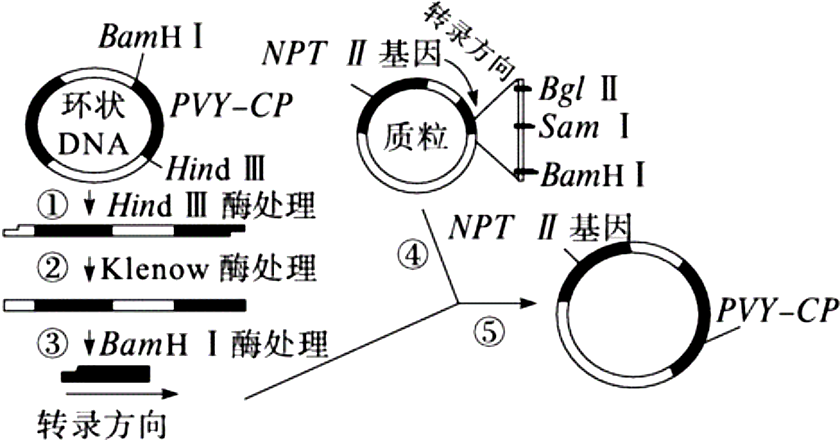 BamH Ⅰ
环状
DNA
PVY-CP
Hind Ⅲ
① Hind Ⅲ 酶处理
② Klenow 酶处理
③ BamH Ⅰ 酶处理
转录方向
NPT Ⅱ 基因
转录方向
质粒
Bgl Ⅱ
Sam Ⅰ
BamH Ⅰ
④
⑤
NPT Ⅱ 基因
PVY-CP